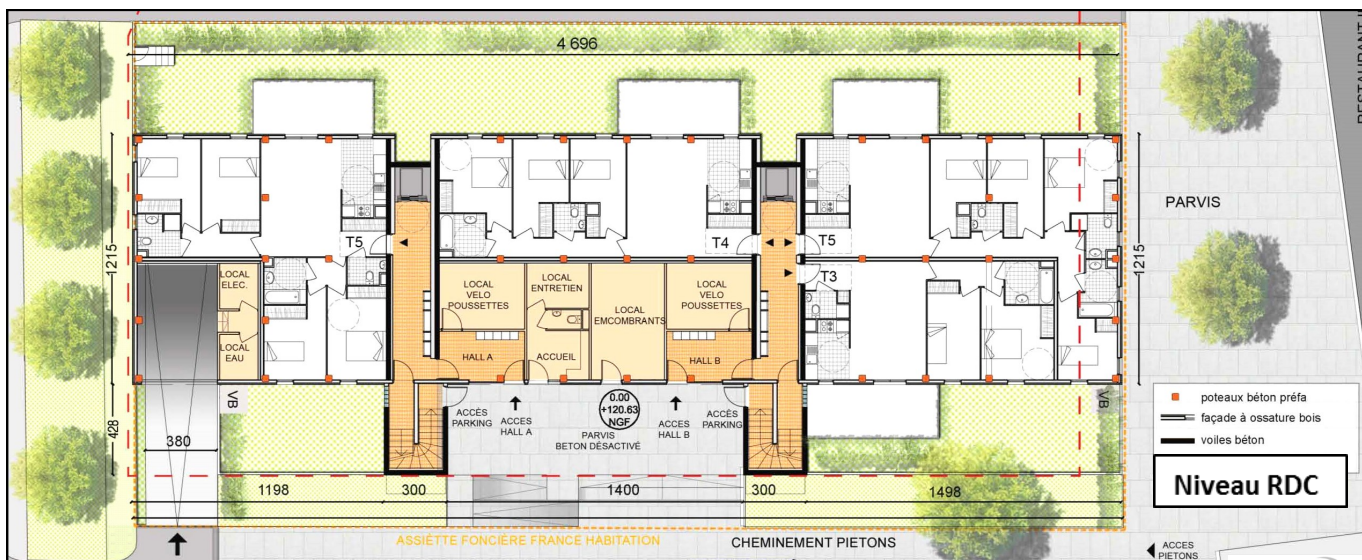 4 696
RESTAURANT
PARVIS
1215
1215
T5
T4
T5
T3
LOCAL
ELEC.
LOCAL
VELO
POUSSETTES
LOCAL
ENTRETIEN
LOCAL
EMCOMBRANTS
LOCAL
VELO
POUSSETTES
LOCAL
EAU
HALL A
ACCUEIL
HALL B
VB
VB
428
380
ACCÈS
PARKING
ACCES
HALL A
0.00
+120.63
NGF
PARVIS
BETON DÉSACTIVÉ
ACCES
HALL B
ACCÈS
PARKING
poteaux béton préfa
façade à ossature bois
voiles béton
Niveau RDC
1198
300
1400
300
1498
ASSIÉTTE FONCIÈRE FRANCE HABITATION
CHEMINEMENT PIETONS
ACCES
PIETONS